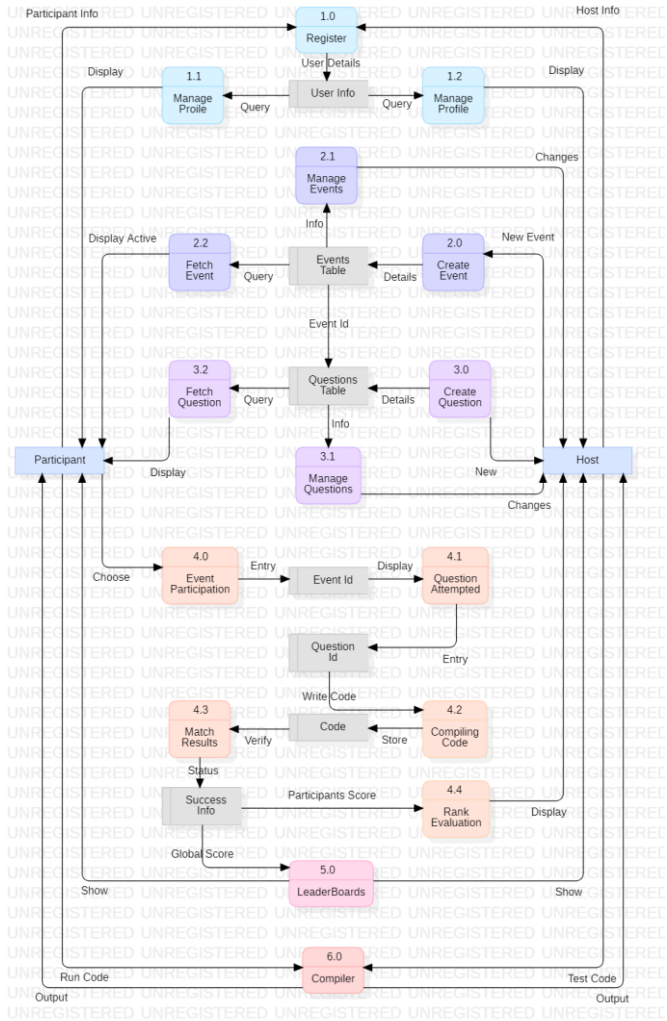 Participant Info
1.0
Host Info
Register
User Details
Display
1.1
Manage
Proile
Query
User Info
Query
1.2
Manage
Profile
Display
2.1
Manage
Events
Changes
Info
Display Active
2.2
Fetch
Event
Query
Events
Table
Details
2.0
Create
Event
New Event
Event Id
3.2
Fetch
Question
Query
Questions
Table
Details
3.0
Create
Question
Info
Participant
Display
3.1
Manage
Questions
New
Host
Changes
Choose
4.0
Event
Participation
Entry
Event Id
Display
4.1
Question
Attempted
Question
Id
Entry
Write Code
4.3
Match
Results
Verify
Code
Store
4.2
Compiling
Code
Status
Success
Info
Participants Score
4.4
Rank
Evaluation
Display
Global Score
5.0
LeaderBoards
Show
Show
6.0
Compiler
Run Code
Test Code
Output
Output
UNREGISTERED UNREGISTERED UNREGISTERED UNREGISTERED UNREGISTERED